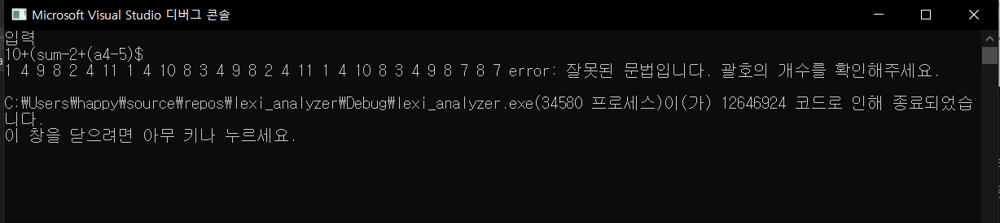 Microsoft Visual Studio 디버그 콘솔
입력
10+(sum-2+(a4-5)$
1 4 9 8 2 4 11 1 4 10 8 3 4 9 8 2 4 11 1 4 10 8 3 4 9 8 7 8 7 error: 잘못된 문법입니다. 괄호의 개수를 확인해주세요.
C:\Users\happy\source\repos\lexi_analyzer\Debug\lexi_analyzer.exe(34580 프로세스)이(가) 12646924 코드로 인해 종료되었습
니다.
이 창을 닫으려면 아무 키나 누르세요.